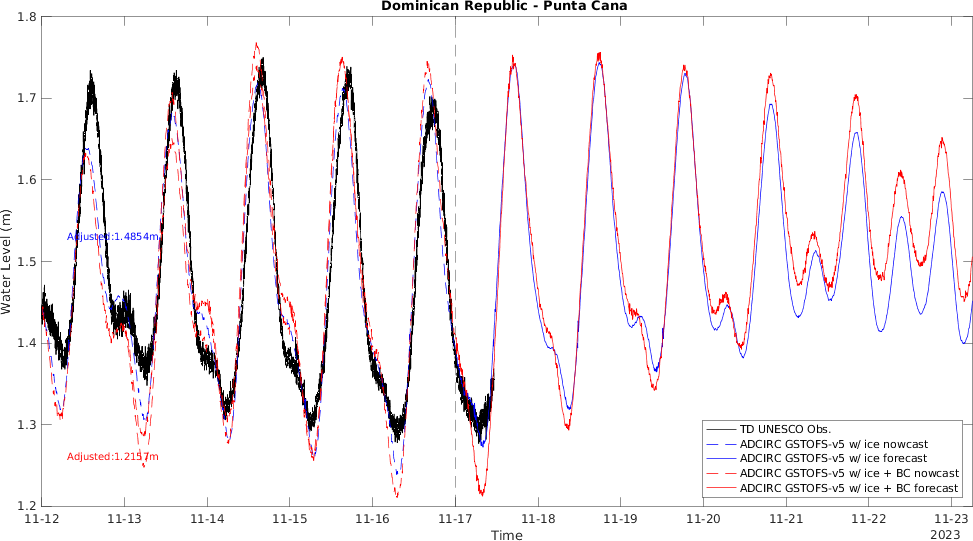 Dominican Republic - Punta Cana
1.8
1.7
1.6
1.5
1.4
1.3
1.2
Water Level (m)
Adjusted:1.4854m
Adjusted:1.2157m
TD UNESCO Obs.
ADCIRC GSTOFS-v5 w/ ice nowcast
ADCIRC GSTOFS-v5 w/ ice forecast
ADCIRC GSTOFS-v5 w/ ice + BC nowcast
ADCIRC GSTOFS-v5 w/ ice + BC forecast
11-12 11-13 11-14 11-15 11-16 11-17 11-18 11-19 11-20 11-21 11-22 11-23
Time
2023